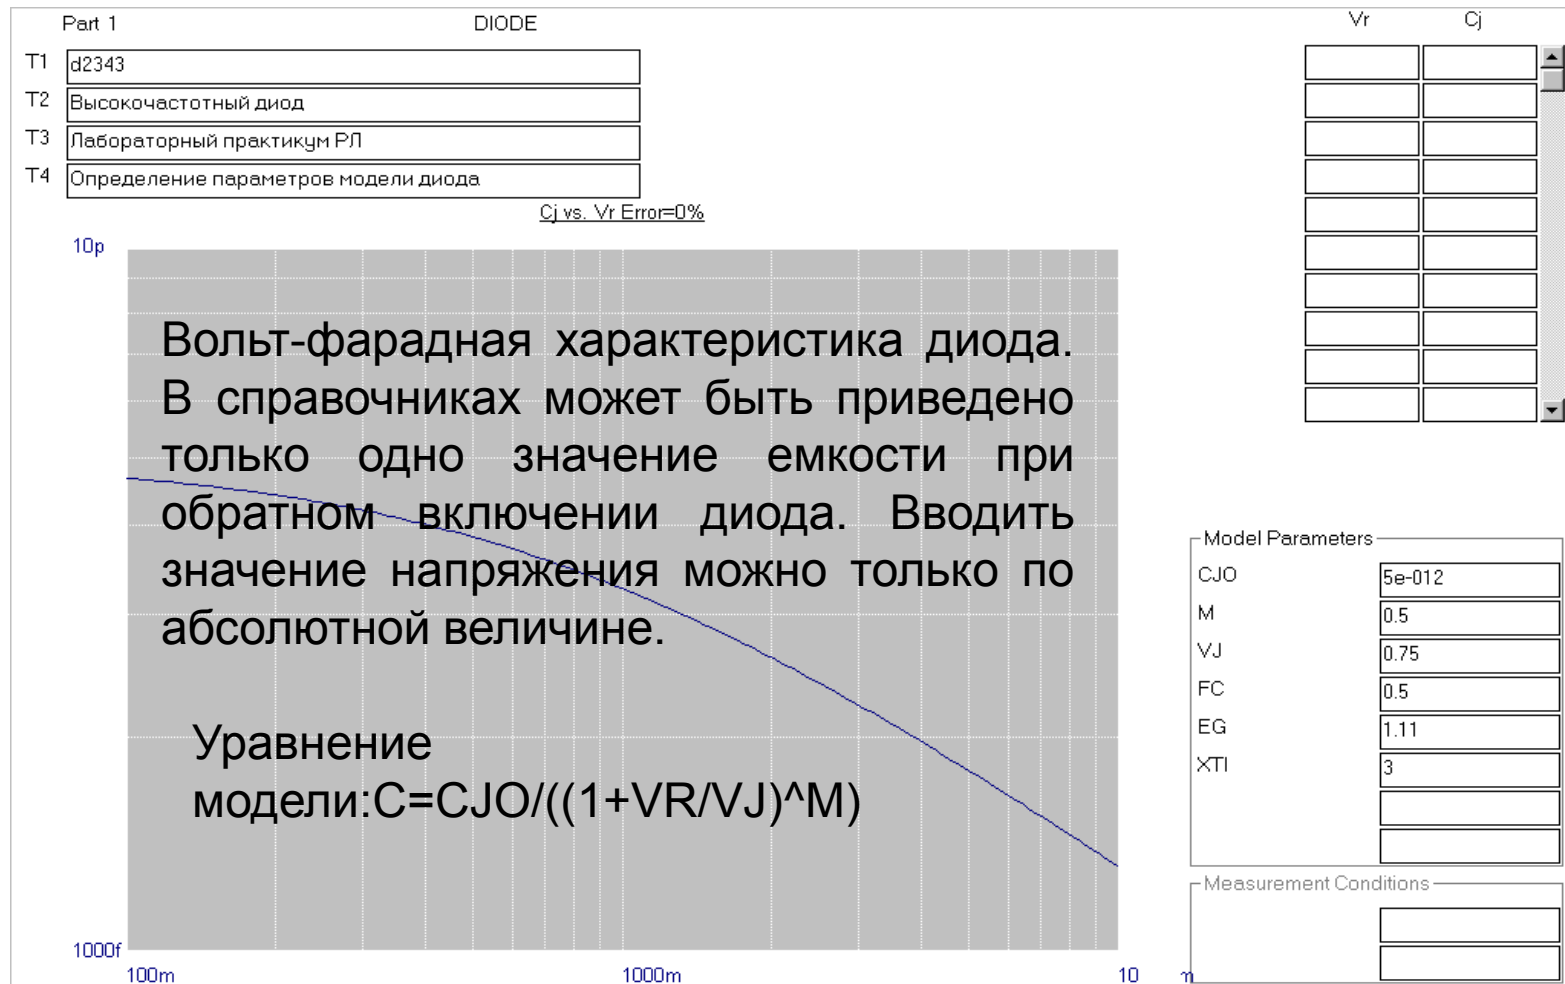 Part 1 DIODE Vr Cj
T1 d2343
T2 Высокочастотный диод
T3 Лабораторный практикум РЛ
T4 Определение параметров модели диода
Cj vs. Vr Error=0%
10p
Вольт-фарадная характеристика диода.
В справочниках может быть приведено
только одно значение емкости при
обратном включении диода. Вводить
значение напряжения можно только по
абсолютной величине.
Уравнение
модели:C=CJO/((1+VR/VJ)^M)
1000f
100m 1000m 10 m
Model Parameters
CJO 5e-012
M 0.5
VJ 0.75
FC 0.5
EG 1.11
XTI 3
Measurement Conditions